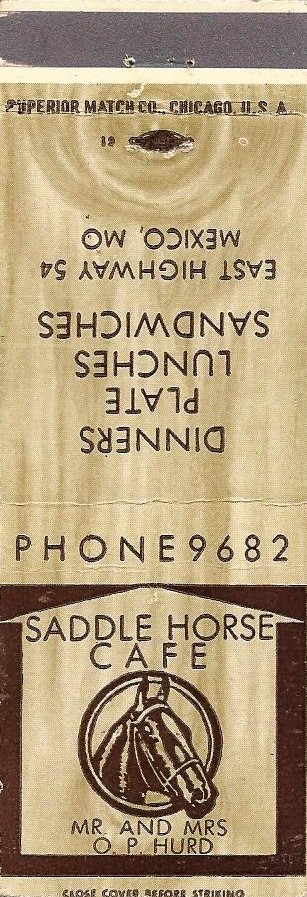 SUPERIOR MATCH CO., CHICAGO, U.S.A.
19
DINNERS
PLATE
LUNCHES
SANDWICHES
EAST HIGHWAY 54
MEXICO, MO
PHONE 9682
SADDLE HORSE
CAFE
MR. AND MRS
O. P. HURD
CLOSE COVER BEFORE STRIKING